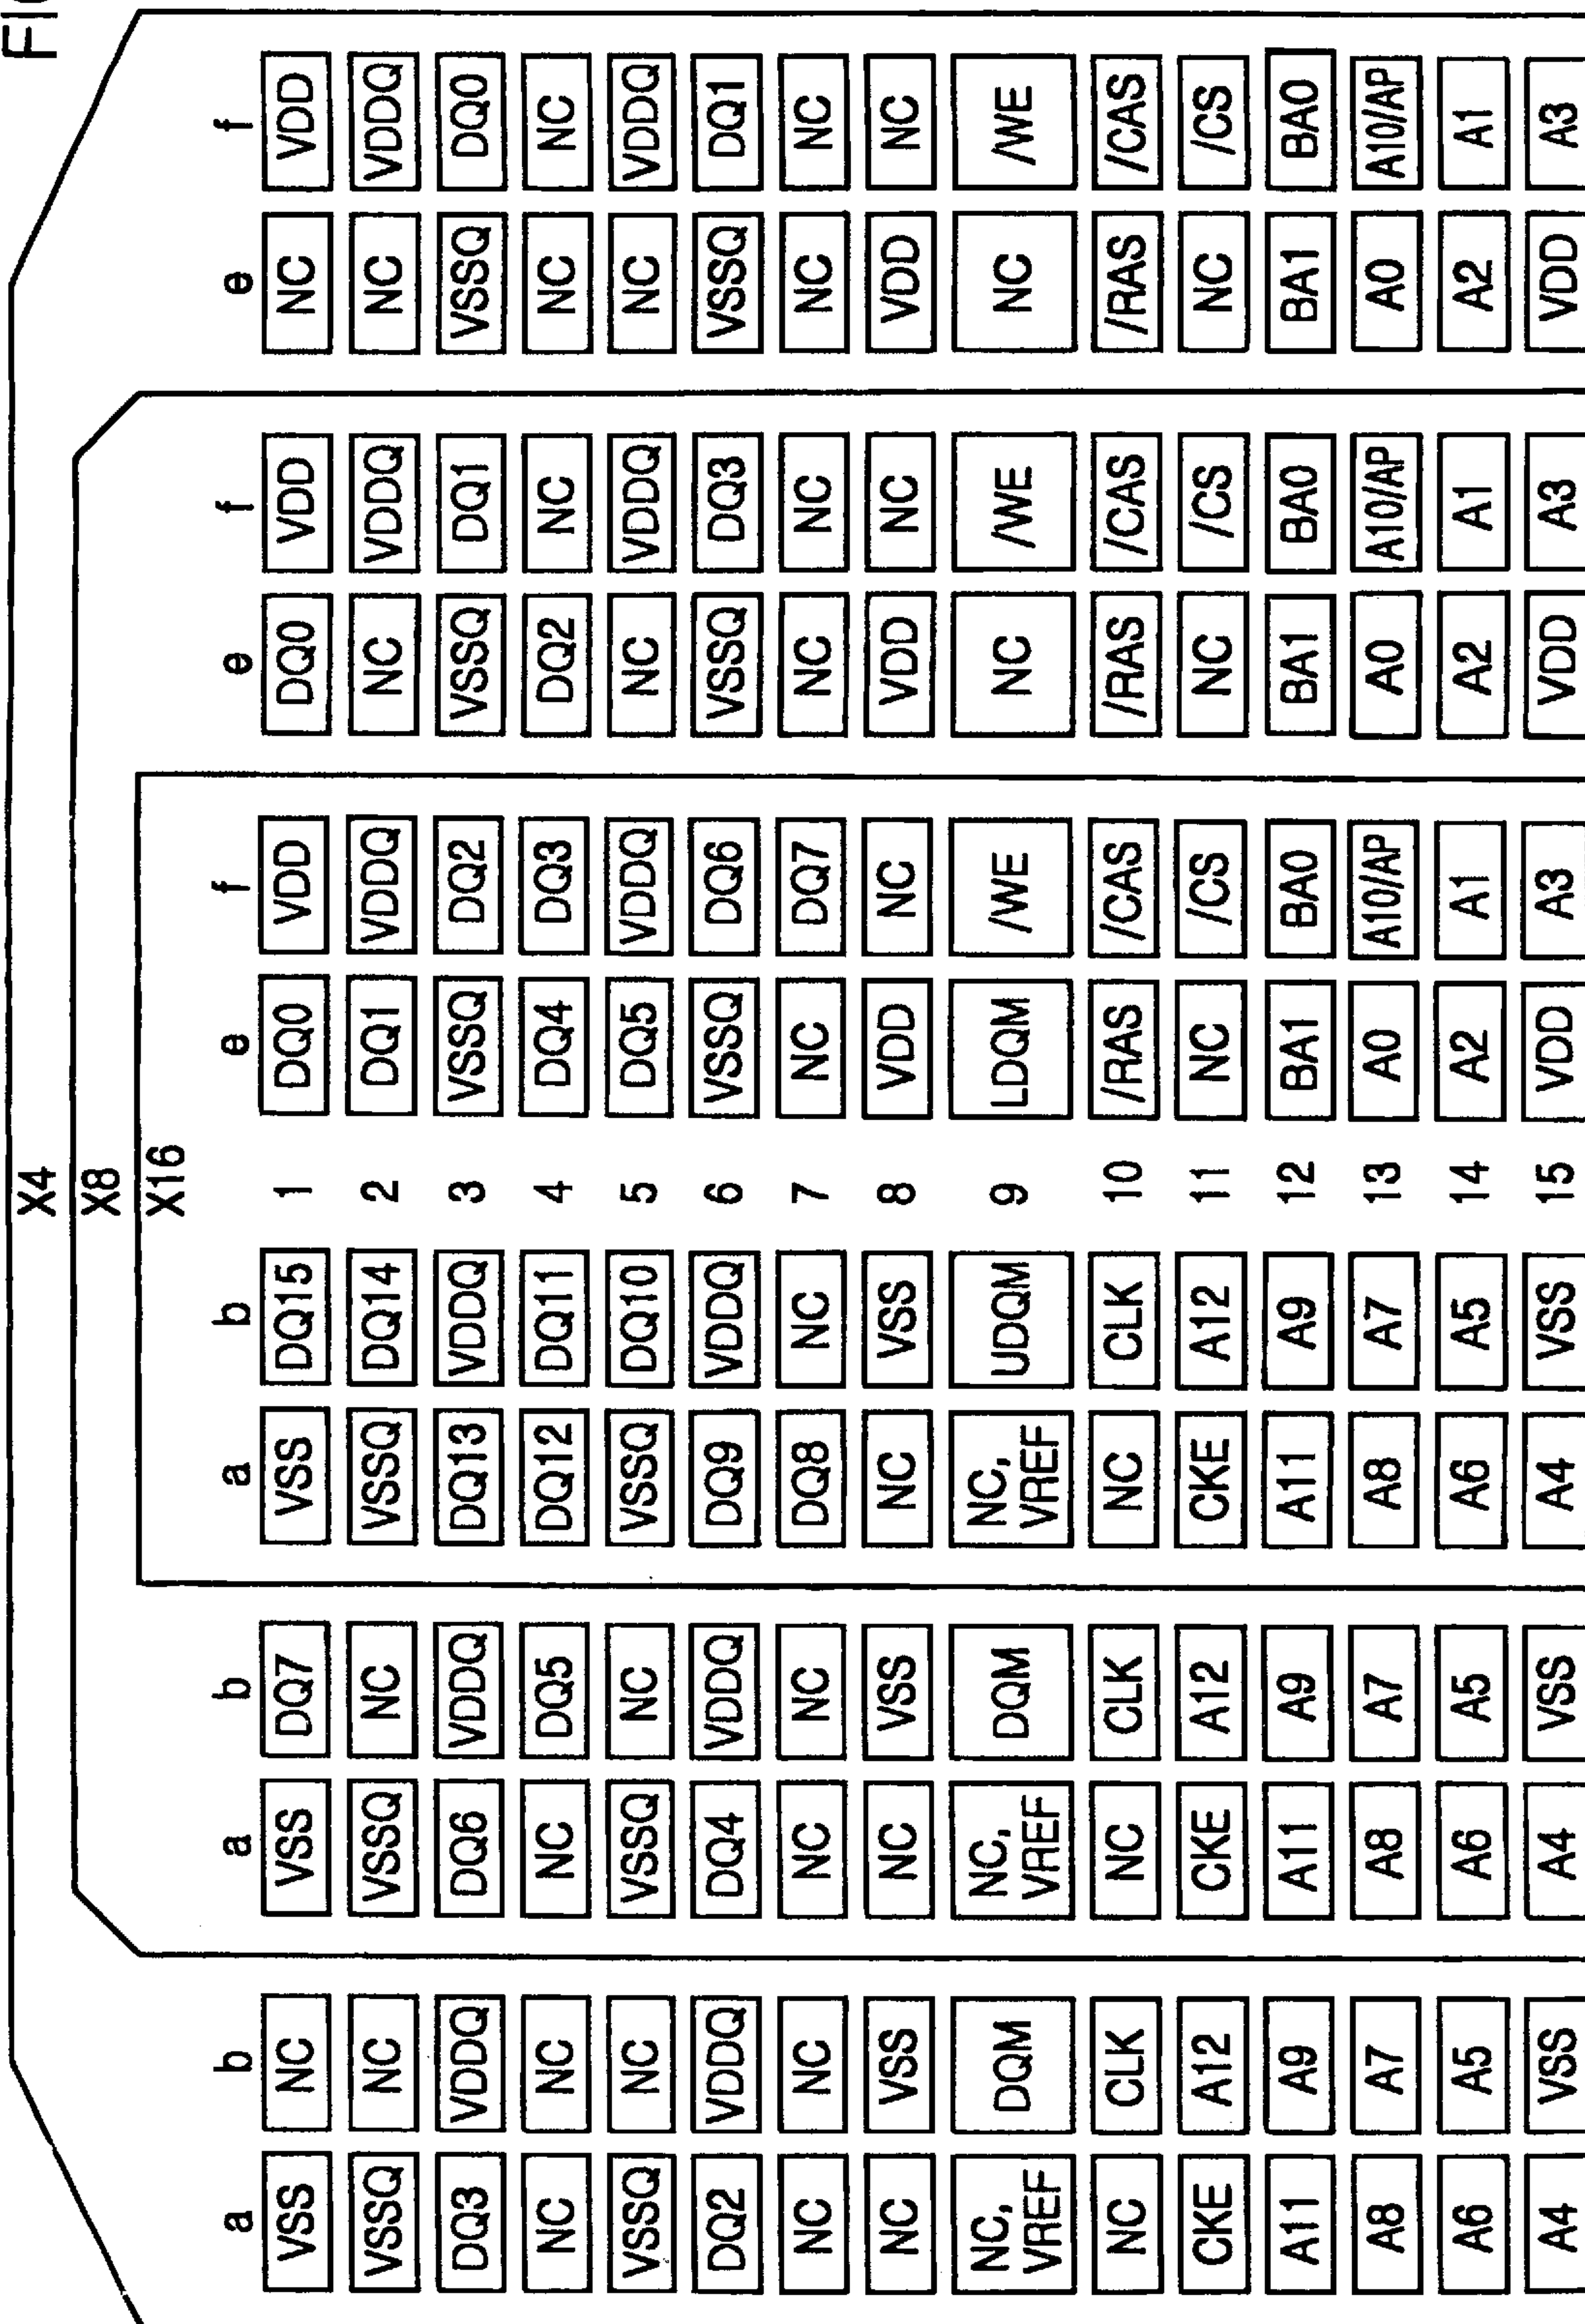 FIG
X4
X8
X16
a b a b a b e f e f e f
VSS NC VSS DQ7 VSS DQ15 1 DQ0 VDD DQ0 VDD NC VDD
VSSQ NC VSSQ NC VSSQ DQ14 2 DQ1 VDDQ NC VDDQ NC VDDQ
DQ3 VDDQ DQ6 VDDQ DQ13 VDDQ 3 VSSQ DQ2 VSSQ DQ1 VSSQ DQ0
NC NC NC DQ5 DQ12 DQ11 4 DQ4 DQ3 DQ2 NC NC NC
VSSQ NC VSSQ NC VSSQ DQ10 5 DQ5 VDDQ NC VDDQ NC VDDQ
DQ2 VDDQ DQ4 VDDQ DQ9 VDDQ 6 VSSQ DQ6 VSSQ DQ3 VSSQ DQ1
NC NC NC NC DQ8 NC 7 NC DQ7 NC NC NC NC
NC VSS NC VSS NC VSS 8 VDD NC VDD NC VDD NC
NC, VREF DQM NC, VREF DQM NC, VREF UDQM 9 LDQM /WE NC /WE NC /WE
NC CLK NC CLK NC CLK 10 /RAS /CAS /RAS /CAS /RAS /CAS
CKE A12 CKE A12 CKE A12 11 NC /CS NC /CS NC /CS
A11 A9 A11 A9 A11 A9 12 BA1 BA0 BA1 BA0 BA1 BA0
A8 A7 A8 A7 A8 A7 13 A0 A10/AP A0 A10/AP A0 A10/AP
A6 A5 A6 A5 A6 A5 14 A2 A1 A2 A1 A2 A1
A4 VSS A4 VSS A4 VSS 15 VDD A3 VDD A3 VDD A3